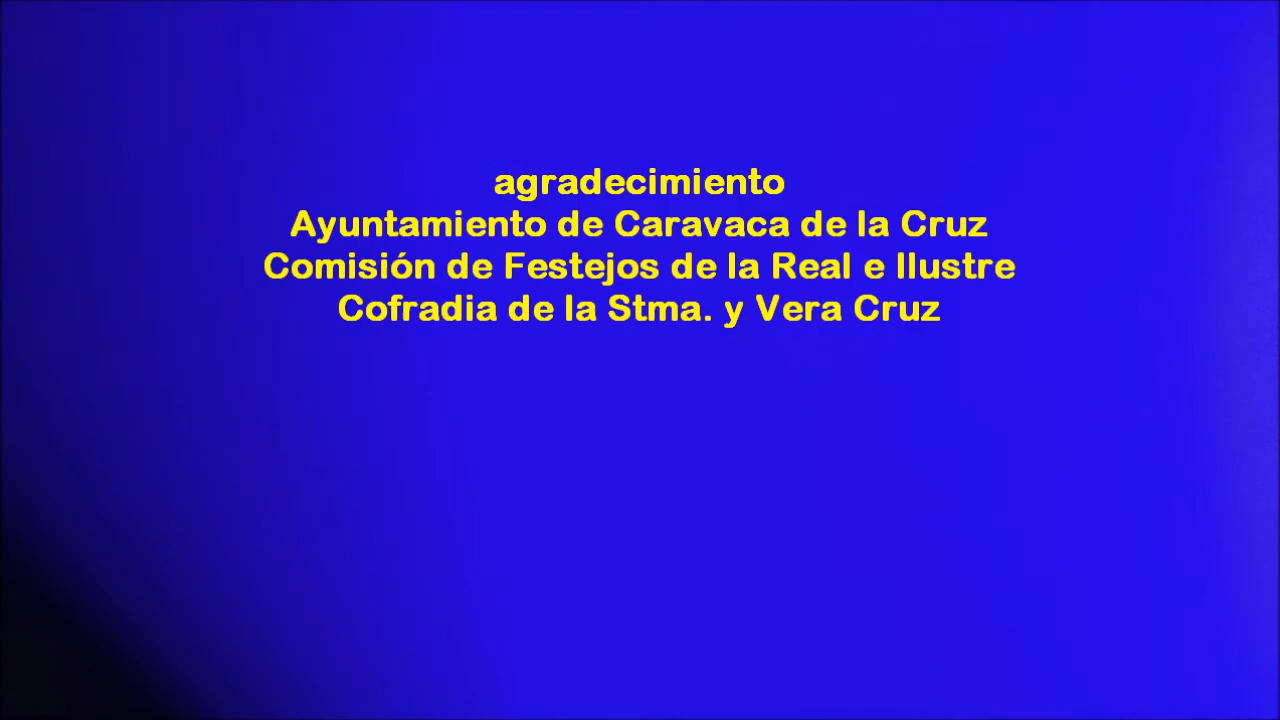 agradecimiento
Ayuntamiento de Caravaca de la Cruz
Comisión de Festejos de la Real e Ilustre
Cofradia de la Stma. y Vera Cruz